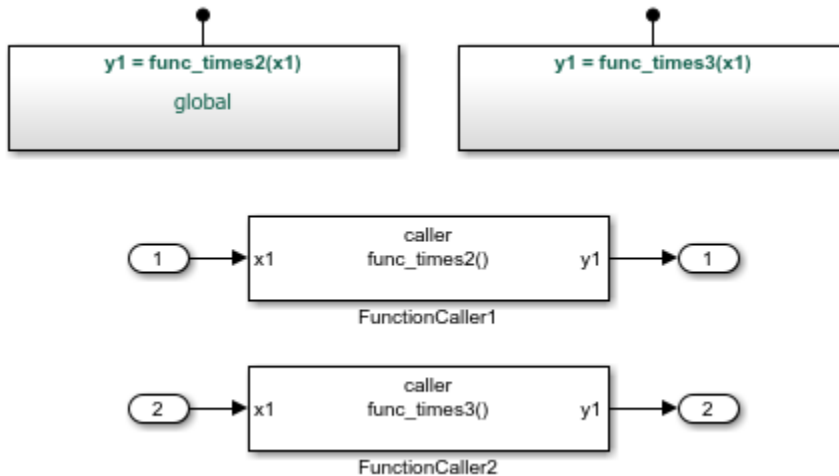 y1 = func_times2(x1)
global
y1 = func_times3(x1)
caller
1 x1 func_times2() y1 1
FunctionCaller1
caller
2 x1 func_times3() y1 2
FunctionCaller2